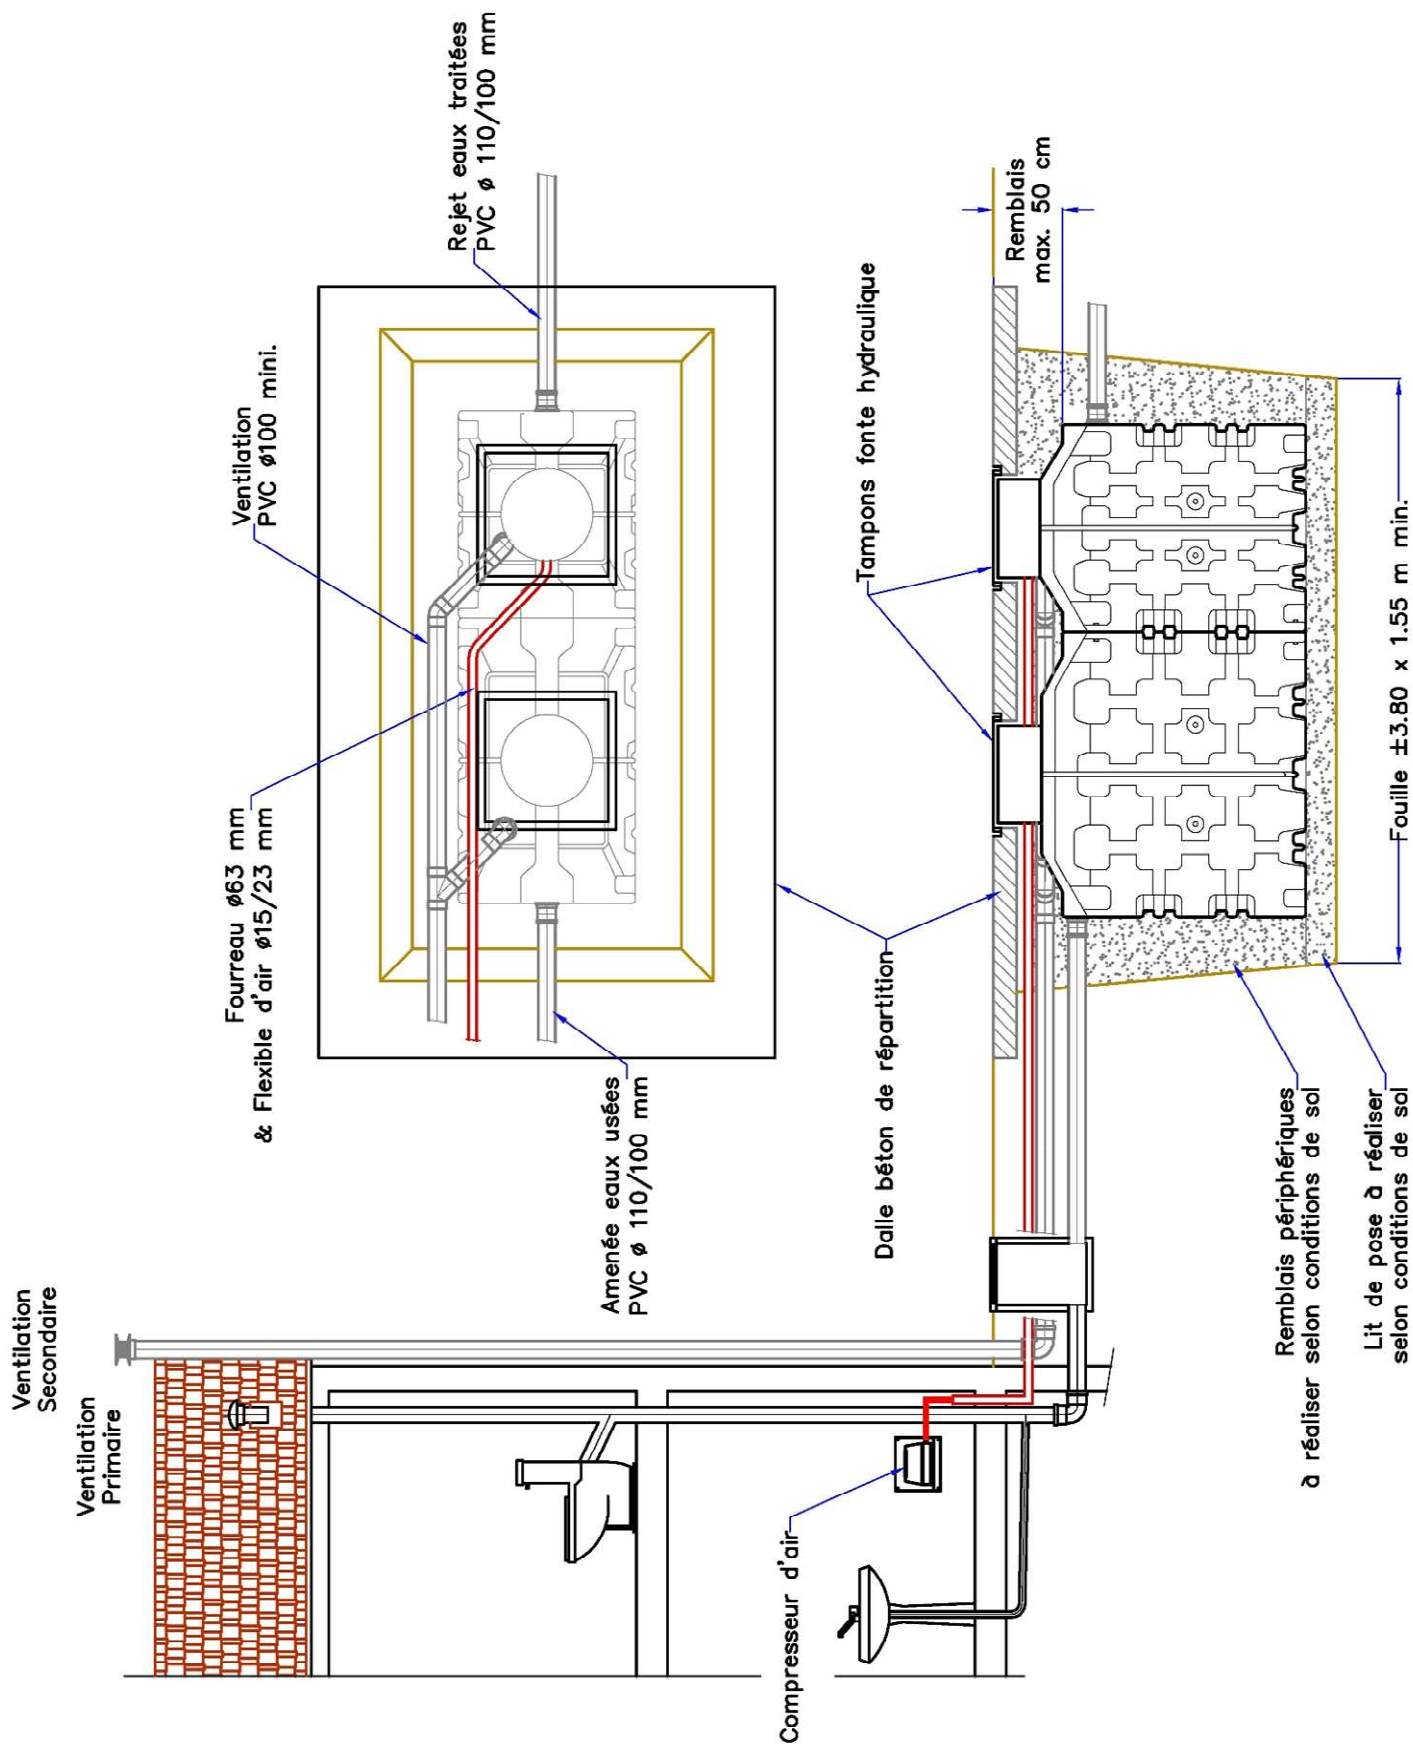 Ventilation
Secondaire
Ventilation
Primaire
Compresseur d'air
Fourreau ø63 mm
& Flexible d'air ø15/23 mm
Ventilation
PVC ø100 mini.
Rejet eaux traitées
PVC ø 110/100 mm
Amenée eaux usées
PVC ø 110/100 mm
Dalle béton de répartition
Tampons fonte hydraulique
Remblais
max. 50 cm
Remblais périphériques
à réaliser selon conditions de sol
Lit de pose à réaliser
selon conditions de sol
Fouille ±3.80 x 1.55 m min.